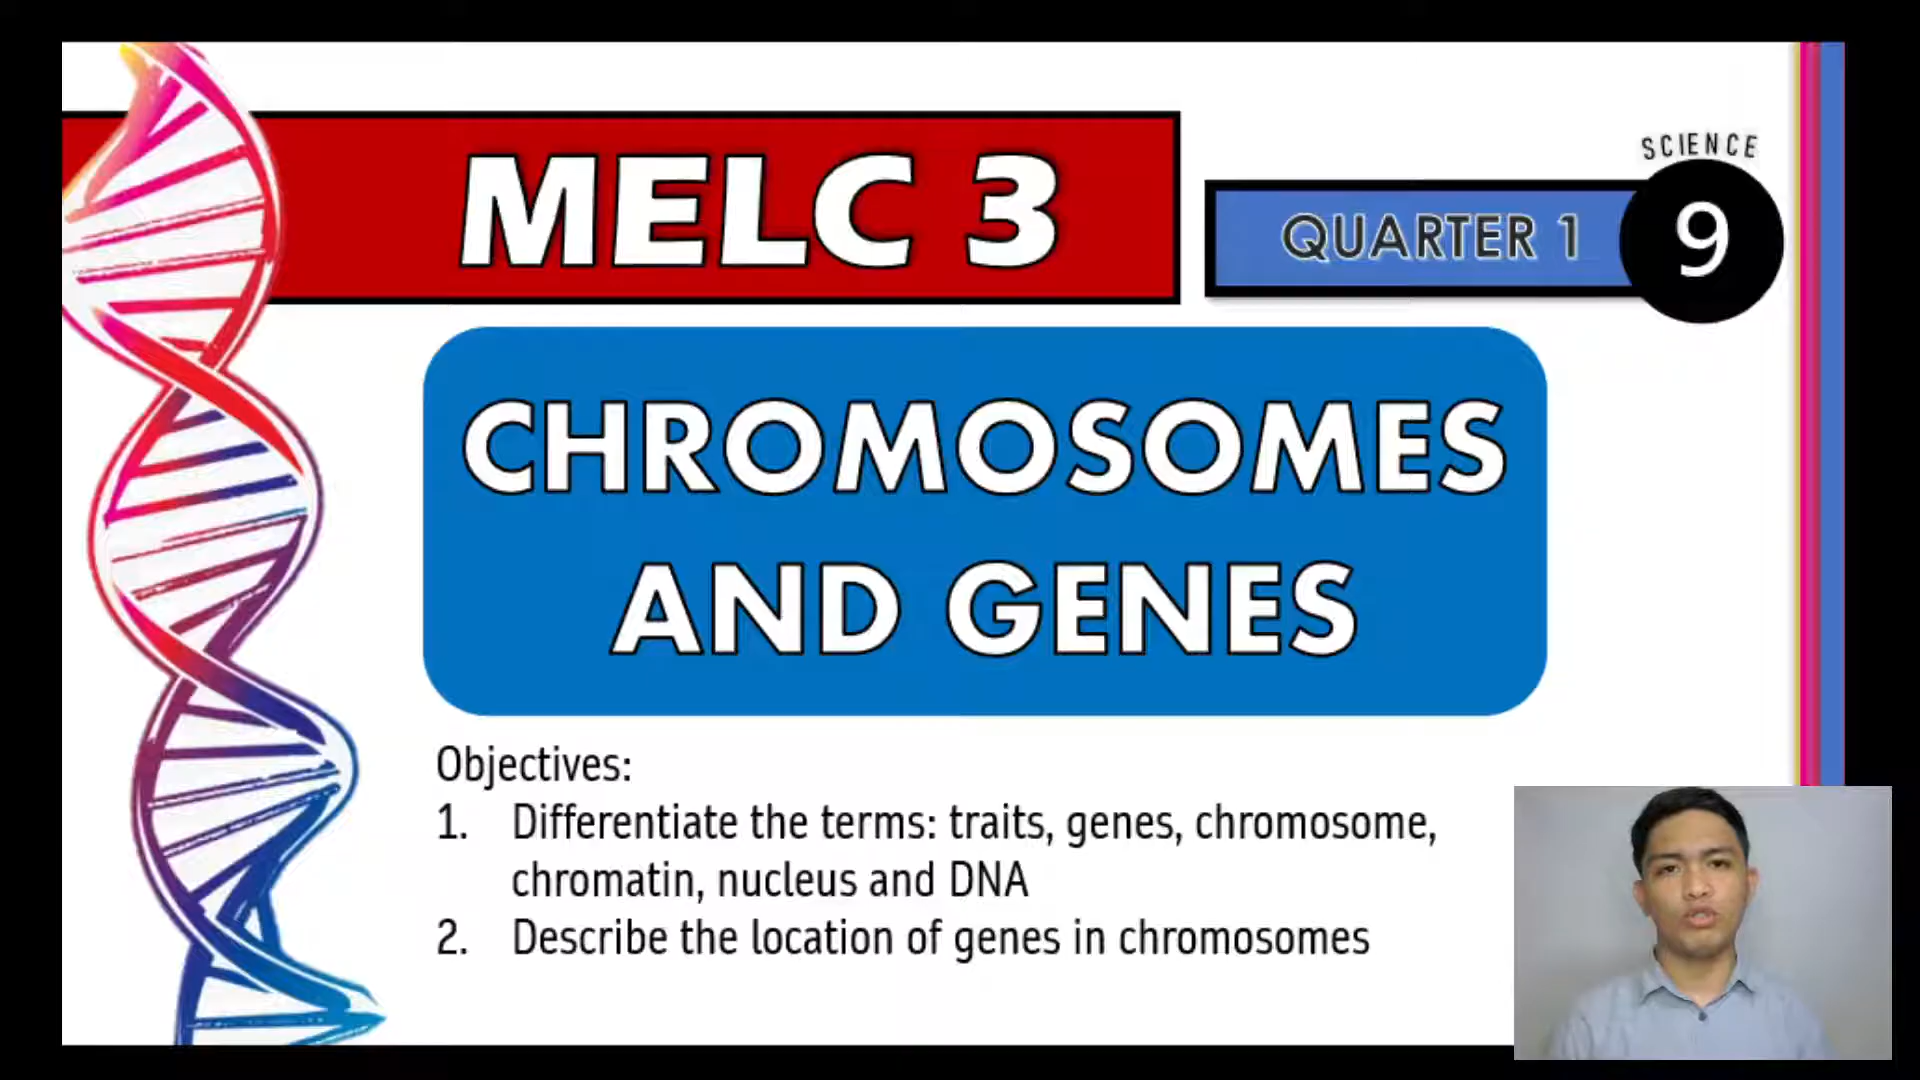 MELC 3
SCIENCE
QUARTER 1
9
CHROMOSOMES
AND GENES
Objectives:
1. Differentiate the terms: traits, genes, chromosome,
chromatin, nucleus and DNA
2. Describe the location of genes in chromosomes